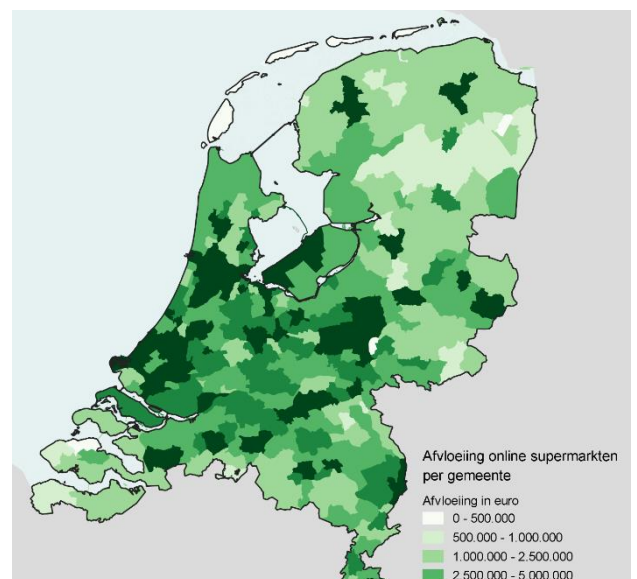 Afvloeiing online supermarkten
per gemeente
Afvloeiing in euro
0 - 500.000
500.000 - 1.000.000
1.000.000 - 2.500.000
2.500.000 - 5.000.000